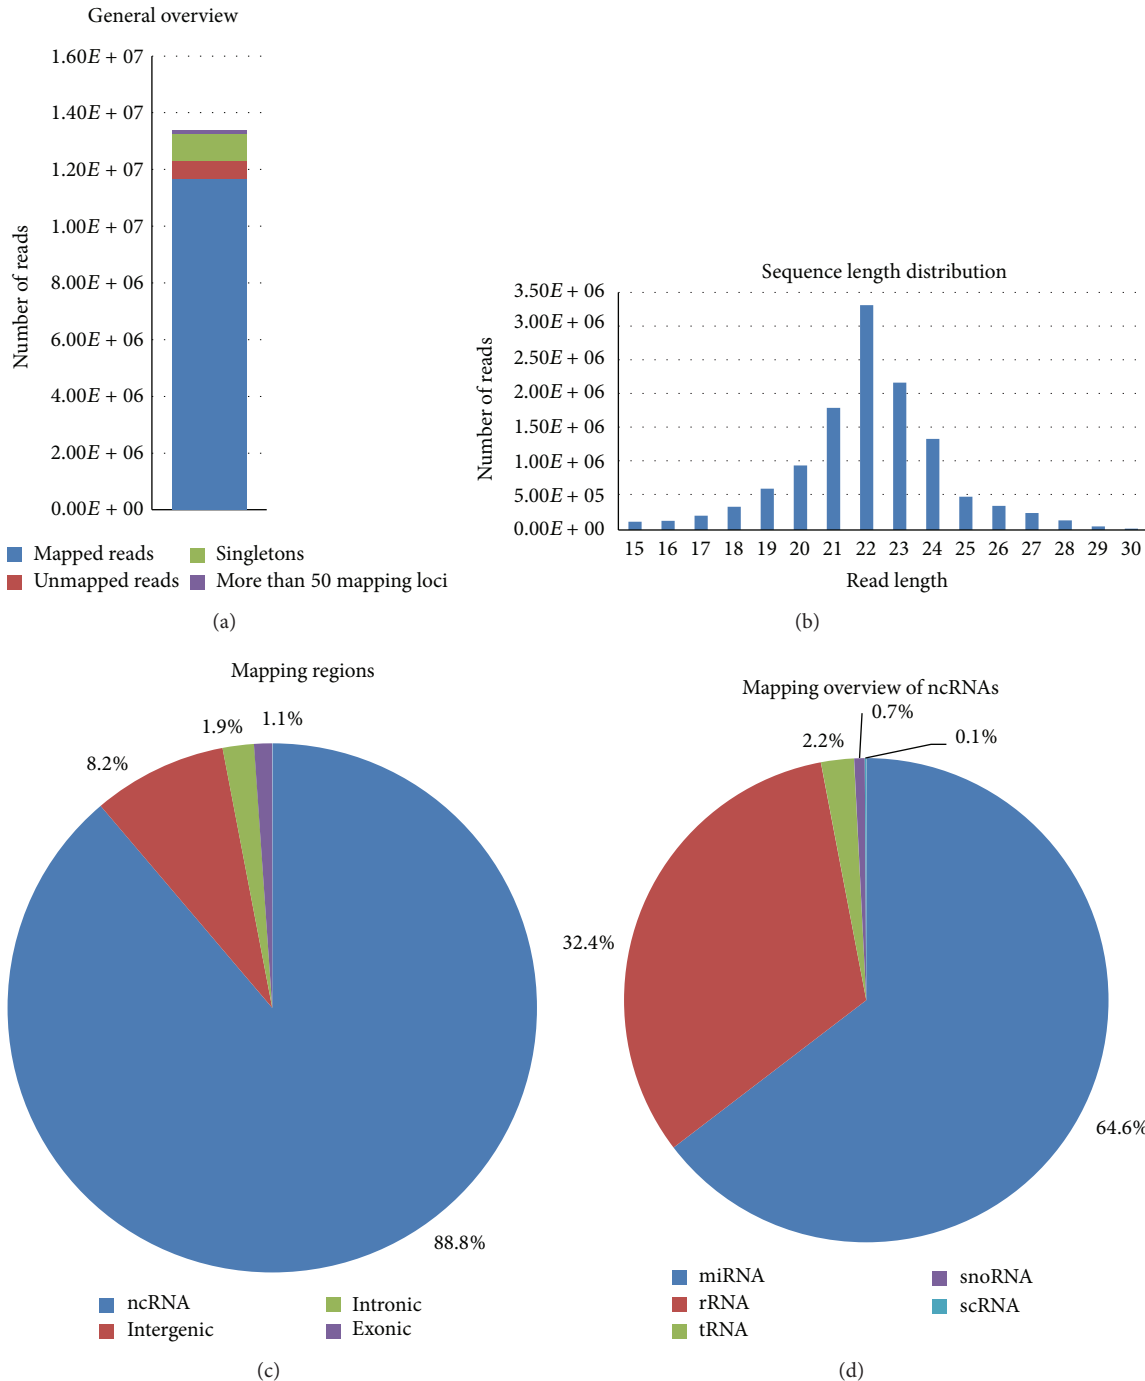 General overview
1.60E + 07
1.40E + 07
1.20E + 07
1.00E + 07
8.00E + 06
6.00E + 06
4.00E + 06
2.00E + 06
0.00E + 00
Number of reads
Mapped reads
Singletons
Unmapped reads
More than 50 mapping loci
(a)
Sequence length distribution
3.50E + 06
3.00E + 06
2.50E + 06
2.00E + 06
1.50E + 06
1.00E + 06
5.00E + 05
0.00E + 00
Number of reads
15 16 17 18 19 20 21 22 23 24 25 26 27 28 29 30
Read length
(b)
Mapping regions
1.9%
1.1%
8.2%
88.8%
ncRNA
Intronic
Intergenic
Exonic
(c)
Mapping overview of ncRNAs
0.7%
2.2%
0.1%
32.4%
64.6%
miRNA
snoRNA
rRNA
scRNA
tRNA
(d)